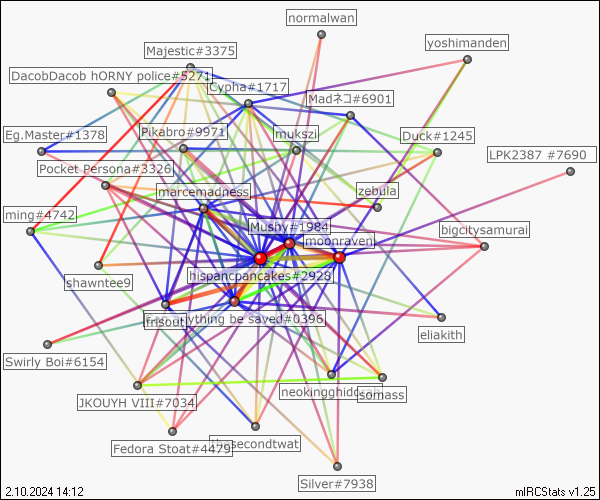 normalwan
yoshimanden
Majestic#3375
DacobDacob hORNY police#5271
Cypha#1717
Madネコ#6901
Eg.Master#1378
Pikabro#9971
mukszi
Duck#1245
LPK2387 #7690
Pocket Persona#3326
marcemadness
zebula
ming#4742
Mushy#1984
moonraven
bigcitysamurai
shawntee9
hispancpancakes#2928
frisout
ything be saved#0396
eliakith
Swirly Boi#6154
JKOUYH VIII#7034
neokingghid
somass
Fedora Stoat#4479
secondtwat
Silver#7938
2.10.2024 14:12
mIRCStats v1.25